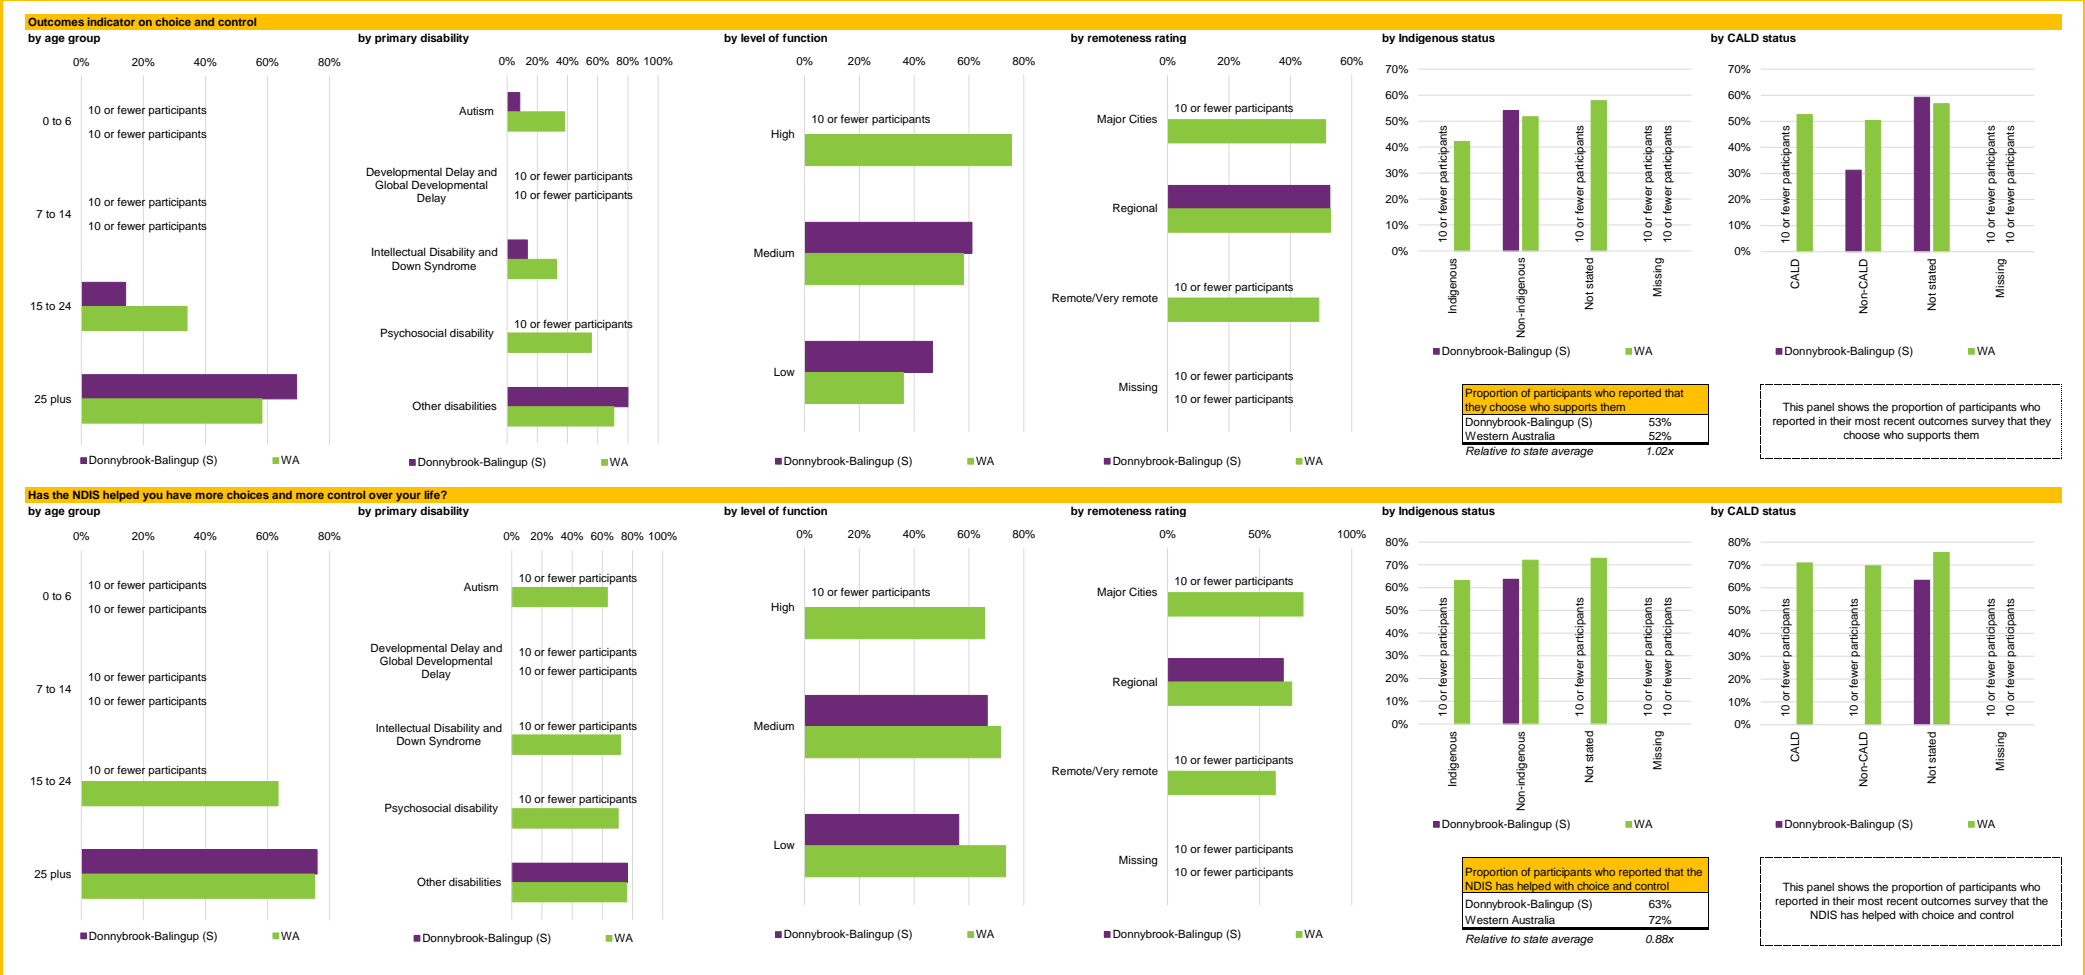 Outcomes indicator on choice and control
by age group
0% 20% 40% 60% 80%
0 to 6
10 or fewer participants
10 or fewer participants
7 to 14
10 or fewer participants
10 or fewer participants
15 to 24
25 plus
Donnybrook-Balingup (S) WA
by primary disability
0% 20% 40% 60% 80% 100%
Autism
Developmental Delay and
Global Developmental
Delay
10 or fewer participants
10 or fewer participants
Intellectual Disability and
Down Syndrome
Psychosocial disability
10 or fewer participants
Other disabilities
Donnybrook-Balingup (S) WA
by level of function
0% 20% 40% 60% 80%
High
10 or fewer participants
Medium
Low
Donnybrook-Balingup (S) WA
by remoteness rating
0% 20% 40% 60%
Major Cities
10 or fewer participants
Regional
Remote/Very remote
10 or fewer participants
Missing
10 or fewer participants
10 or fewer participants
Donnybrook-Balingup (S) WA
by Indigenous status
70%
60%
50%
40%
30%
20%
10%
0%
10 or fewer participants
10 or fewer participants
10 or fewer participants
10 or fewer participants
Indigenous
Non-indigenous
Not stated
Missing
Donnybrook-Balingup (S) WA
Proportion of participants who reported that
they choose who supports them
Donnybrook-Balingup (S) 53%
Western Australia 52%
Relative to state average 1.02x
by CALD status
70%
60%
50%
40%
30%
20%
10%
0%
10 or fewer participants
10 or fewer participants
10 or fewer participants
CALD
Non-CALD
Not stated
Missing
Donnybrook-Balingup (S) WA
This panel shows the proportion of participants who
reported in their most recent outcomes survey that they
choose who supports them
Has the NDIS helped you have more choices and more control over your life?
by age group
0% 20% 40% 60% 80%
0 to 6
10 or fewer participants
10 or fewer participants
7 to 14
10 or fewer participants
10 or fewer participants
15 to 24
10 or fewer participants
25 plus
Donnybrook-Balingup (S) WA
by primary disability
0% 20% 40% 60% 80% 100%
Autism
10 or fewer participants
Developmental Delay and
Global Developmental
Delay
10 or fewer participants
10 or fewer participants
Intellectual Disability and
Down Syndrome
10 or fewer participants
Psychosocial disability
10 or fewer participants
Other disabilities
Donnybrook-Balingup (S) WA
by level of function
0% 20% 40% 60% 80%
High
10 or fewer participants
Medium
Low
Donnybrook-Balingup (S) WA
by remoteness rating
0% 50% 100%
Major Cities
10 or fewer participants
Regional
Remote/Very remote
10 or fewer participants
Missing
10 or fewer participants
10 or fewer participants
Donnybrook-Balingup (S) WA
by Indigenous status
80%
70%
60%
50%
40%
30%
20%
10%
0%
10 or fewer participants
10 or fewer participants
10 or fewer participants
10 or fewer participants
Indigenous
Non-indigenous
Not stated
Missing
Donnybrook-Balingup (S) WA
Proportion of participants who reported that the
NDIS has helped with choice and control
Donnybrook-Balingup (S) 63%
Western Australia 72%
Relative to state average 0.88x
by CALD status
80%
70%
60%
50%
40%
30%
20%
10%
0%
10 or fewer participants
10 or fewer participants
10 or fewer participants
10 or fewer participants
CALD
Non-CALD
Not stated
Missing
Donnybrook-Balingup (S) WA
This panel shows the proportion of participants who
reported in their most recent outcomes survey that the
NDIS has helped with choice and control